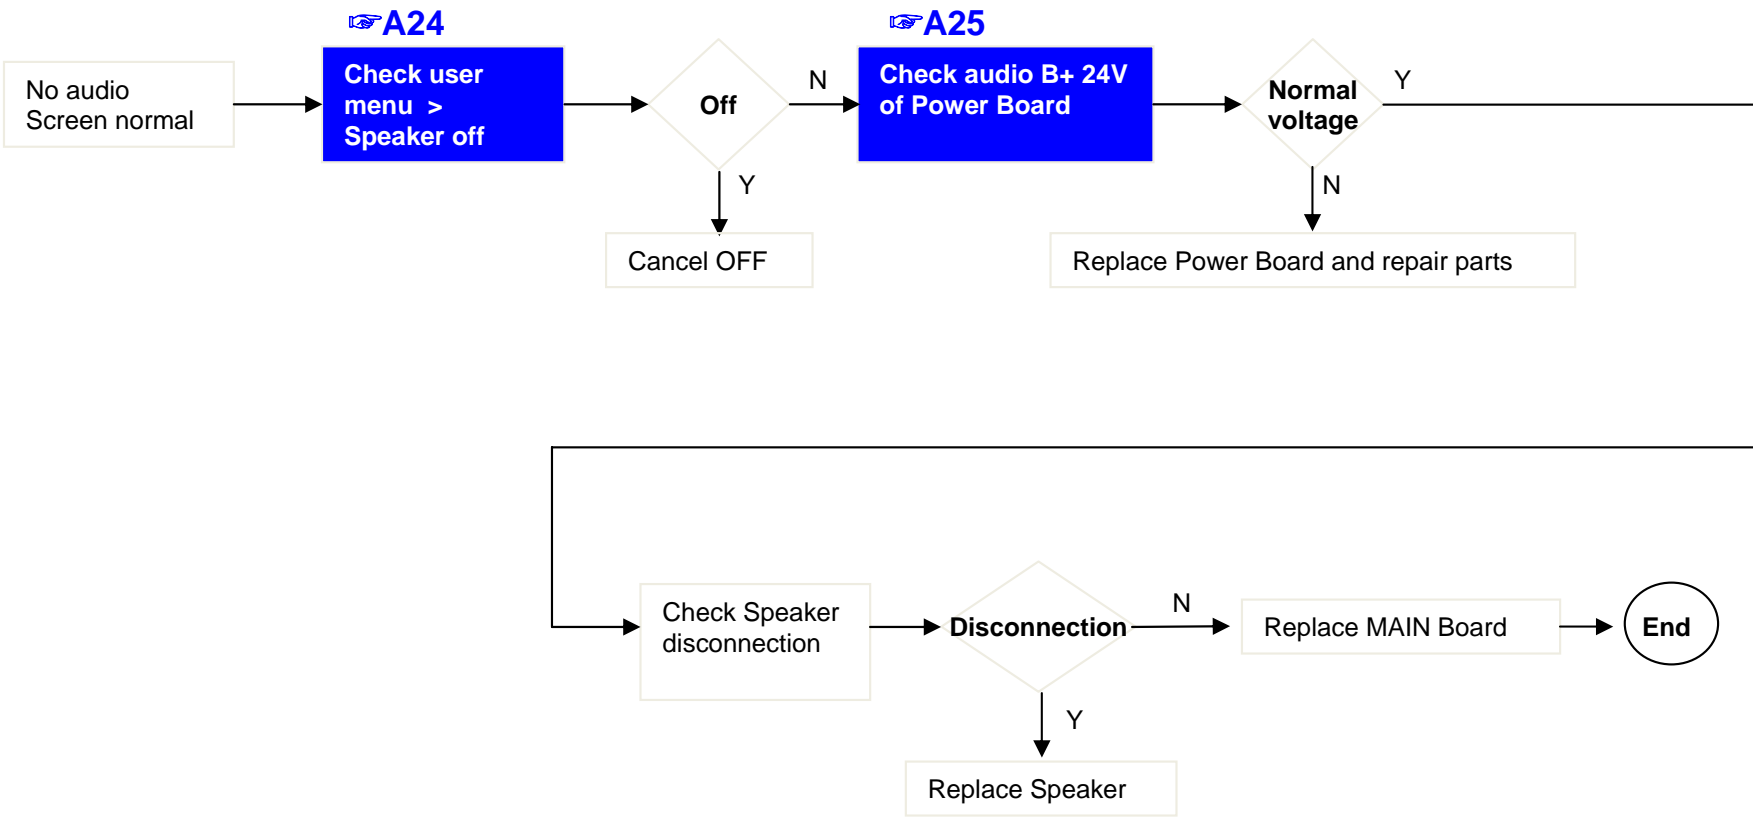 ☞A24
☞A25
No audio
Screen normal
Check user
menu >
Speaker off
Off
N
Y
Cancel OFF
Check audio B+ 24V
of Power Board
Normal
voltage
Y
N
Replace Power Board and repair parts
Check Speaker
disconnection
Disconnection
N
Y
Replace Speaker
Replace MAIN Board
End